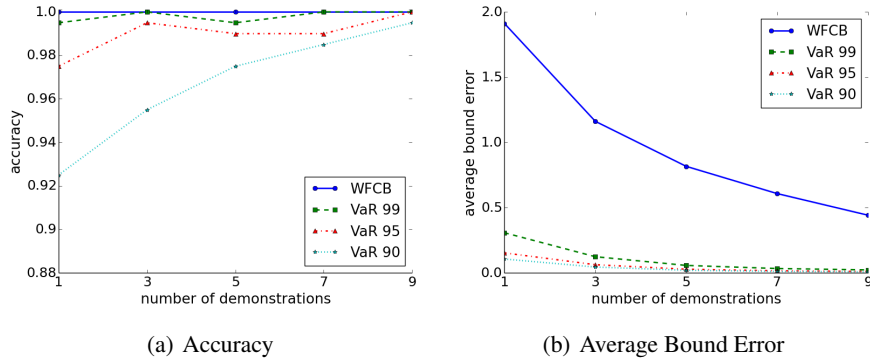 1.00
0.98
0.96
0.94
0.92
0.9
0.88
accuracy
1 3 5 7 9
number of demonstrations
WFCB
VaR 99
VaR 95
VaR 90
(a) Accuracy
2.0
1.5
1.0
0.5
0.0
average bound error
1 3 5 7 9
number of demonstrations
WFCB
VaR 99
VaR 95
VaR 90
(b) Average Bound Error